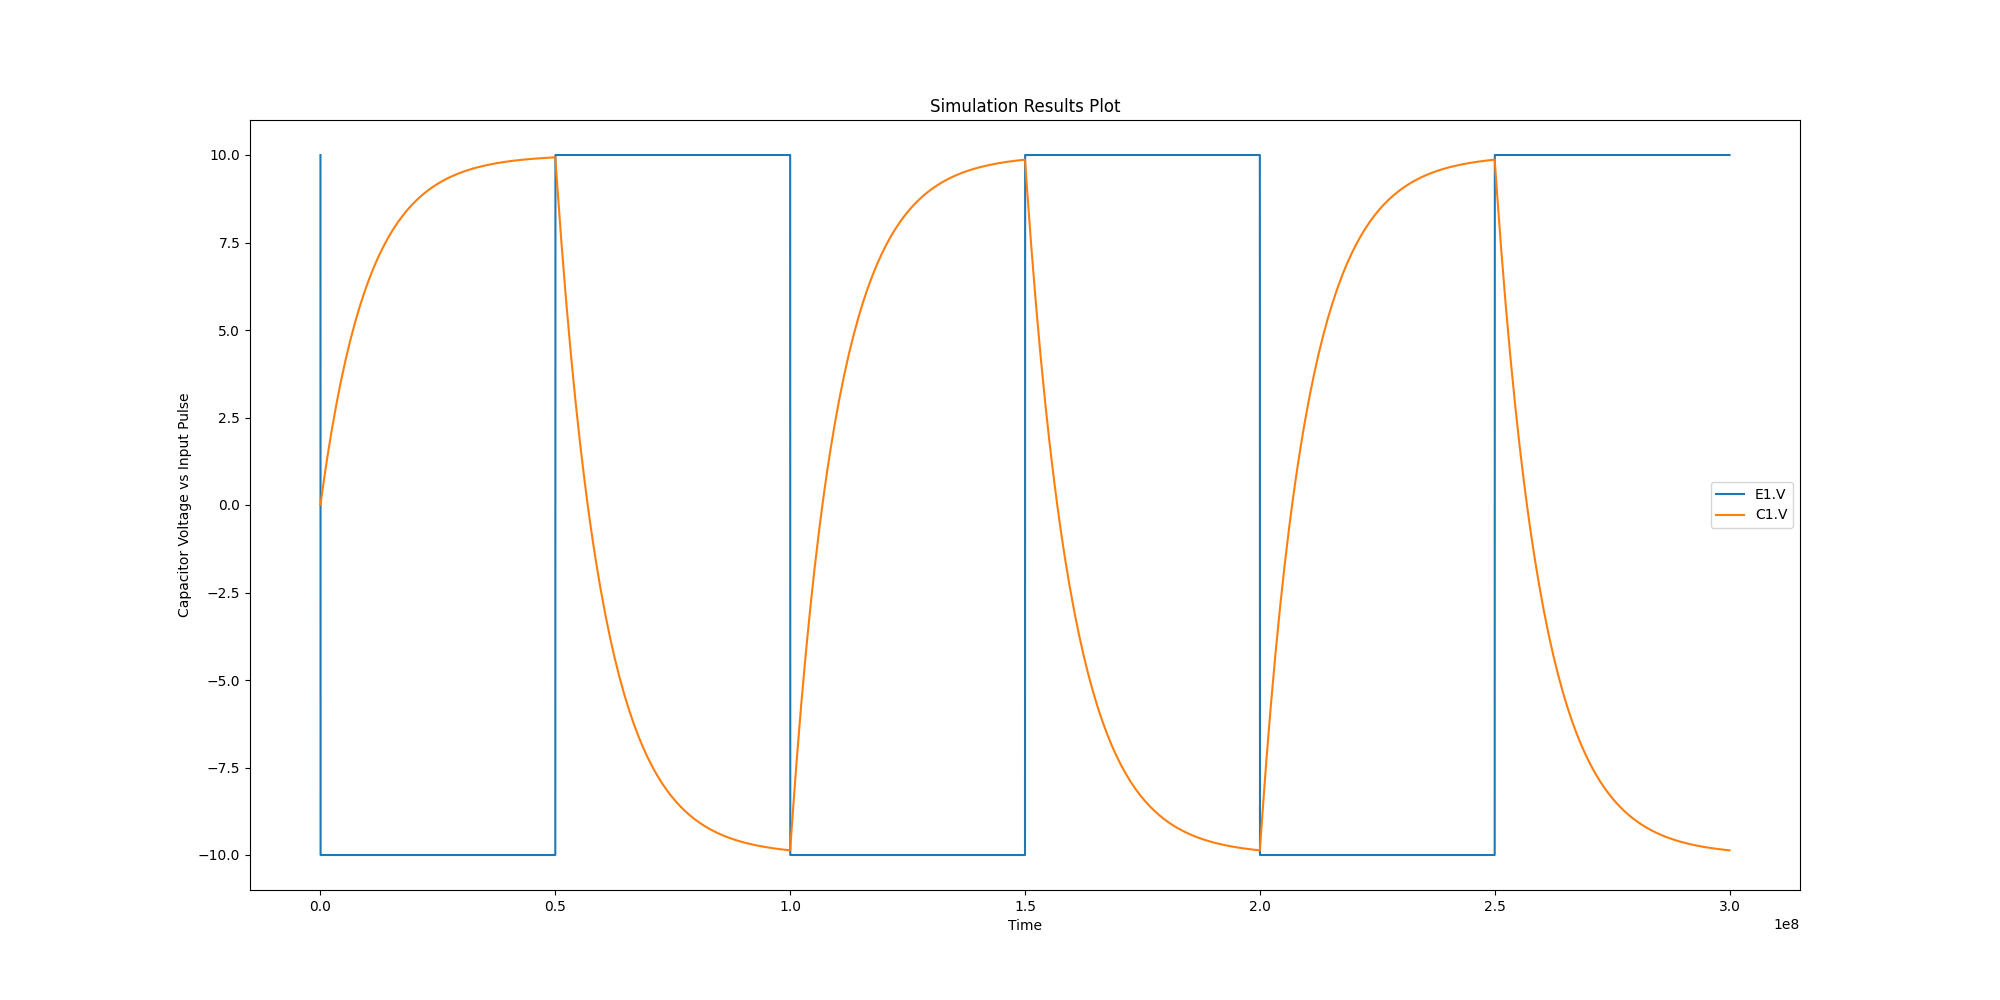 Simulation Results Plot
10.0
7.5
5.0
2.5
0.0
−2.5
−5.0
−7.5
−10.0
Capacitor Voltage vs Input Pulse
E1.V
C1.V
0.0 0.5 1.0 1.5 2.0 2.5 3.0
Time
1e8